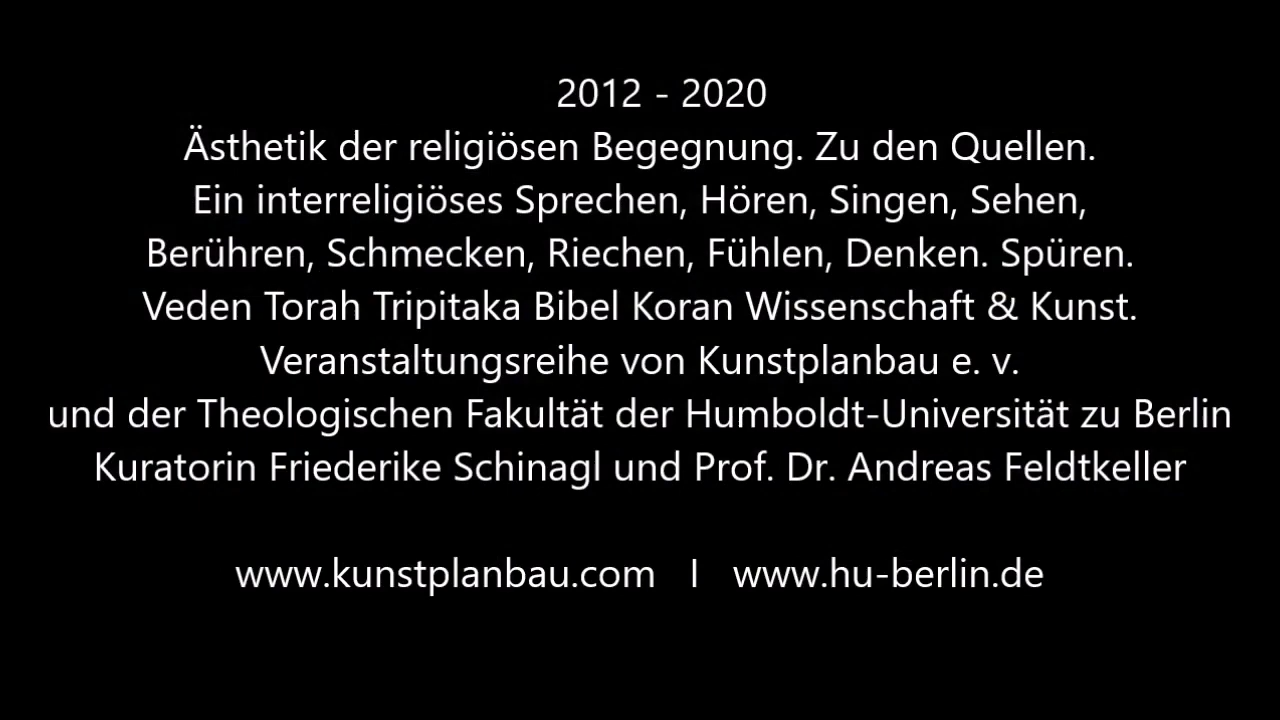 2012 - 2020
Ästhetik der religiösen Begegnung. Zu den Quellen.
Ein interreligiöses Sprechen, Hören, Singen, Sehen,
Berühren, Schmecken, Riechen, Fühlen, Denken. Spüren.
Veden Torah Tripitaka Bibel Koran Wissenschaft & Kunst.
Veranstaltungsreihe von Kunstplanbau e. v.
und der Theologischen Fakultät der Humboldt-Universität zu Berlin
Kuratorin Friederike Schinagl und Prof. Dr. Andreas Feldtkeller
www.kunstplanbau.com I www.hu-berlin.de